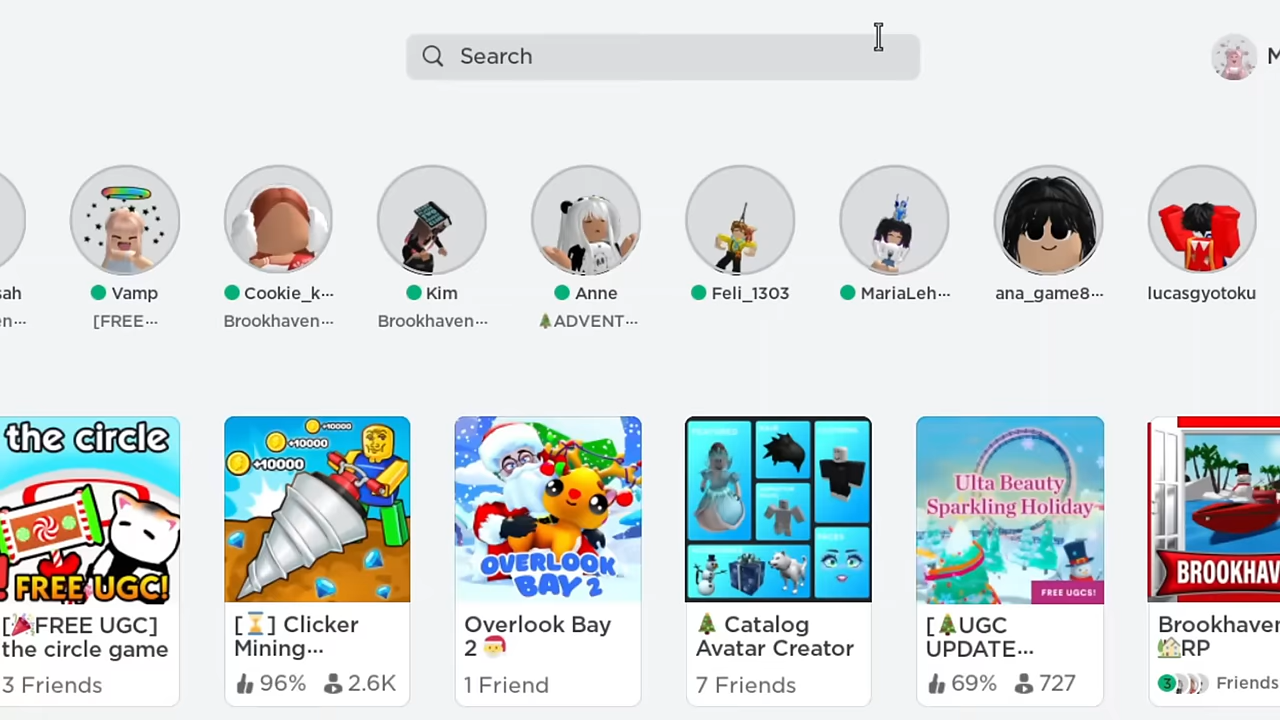 Search
M
sah
Vamp
Cookie_k...
Kim
Anne
Feli_1303
MariaLeh...
ana_game8...
lucasgyotoku
en...
[FREE...
Brookhaven...
Brookhaven...
🎄ADVENT...
the circle
FREE UGC!
+10000
+10000
+10000
OVERLOOK
BAY 2
Ulta Beauty
Sparkling Holiday
FREE UGCS!
BROOKHAV
[🎉FREE UGC]
the circle game
3 Friends
[⏳] Clicker
Mining...
96% 2.6K
Overlook Bay
2 🎅
1 Friend
🎄 Catalog
Avatar Creator
7 Friends
[🎄UGC
UPDATE...
69% 727
Brookhaven
🏡RP
3 Friends